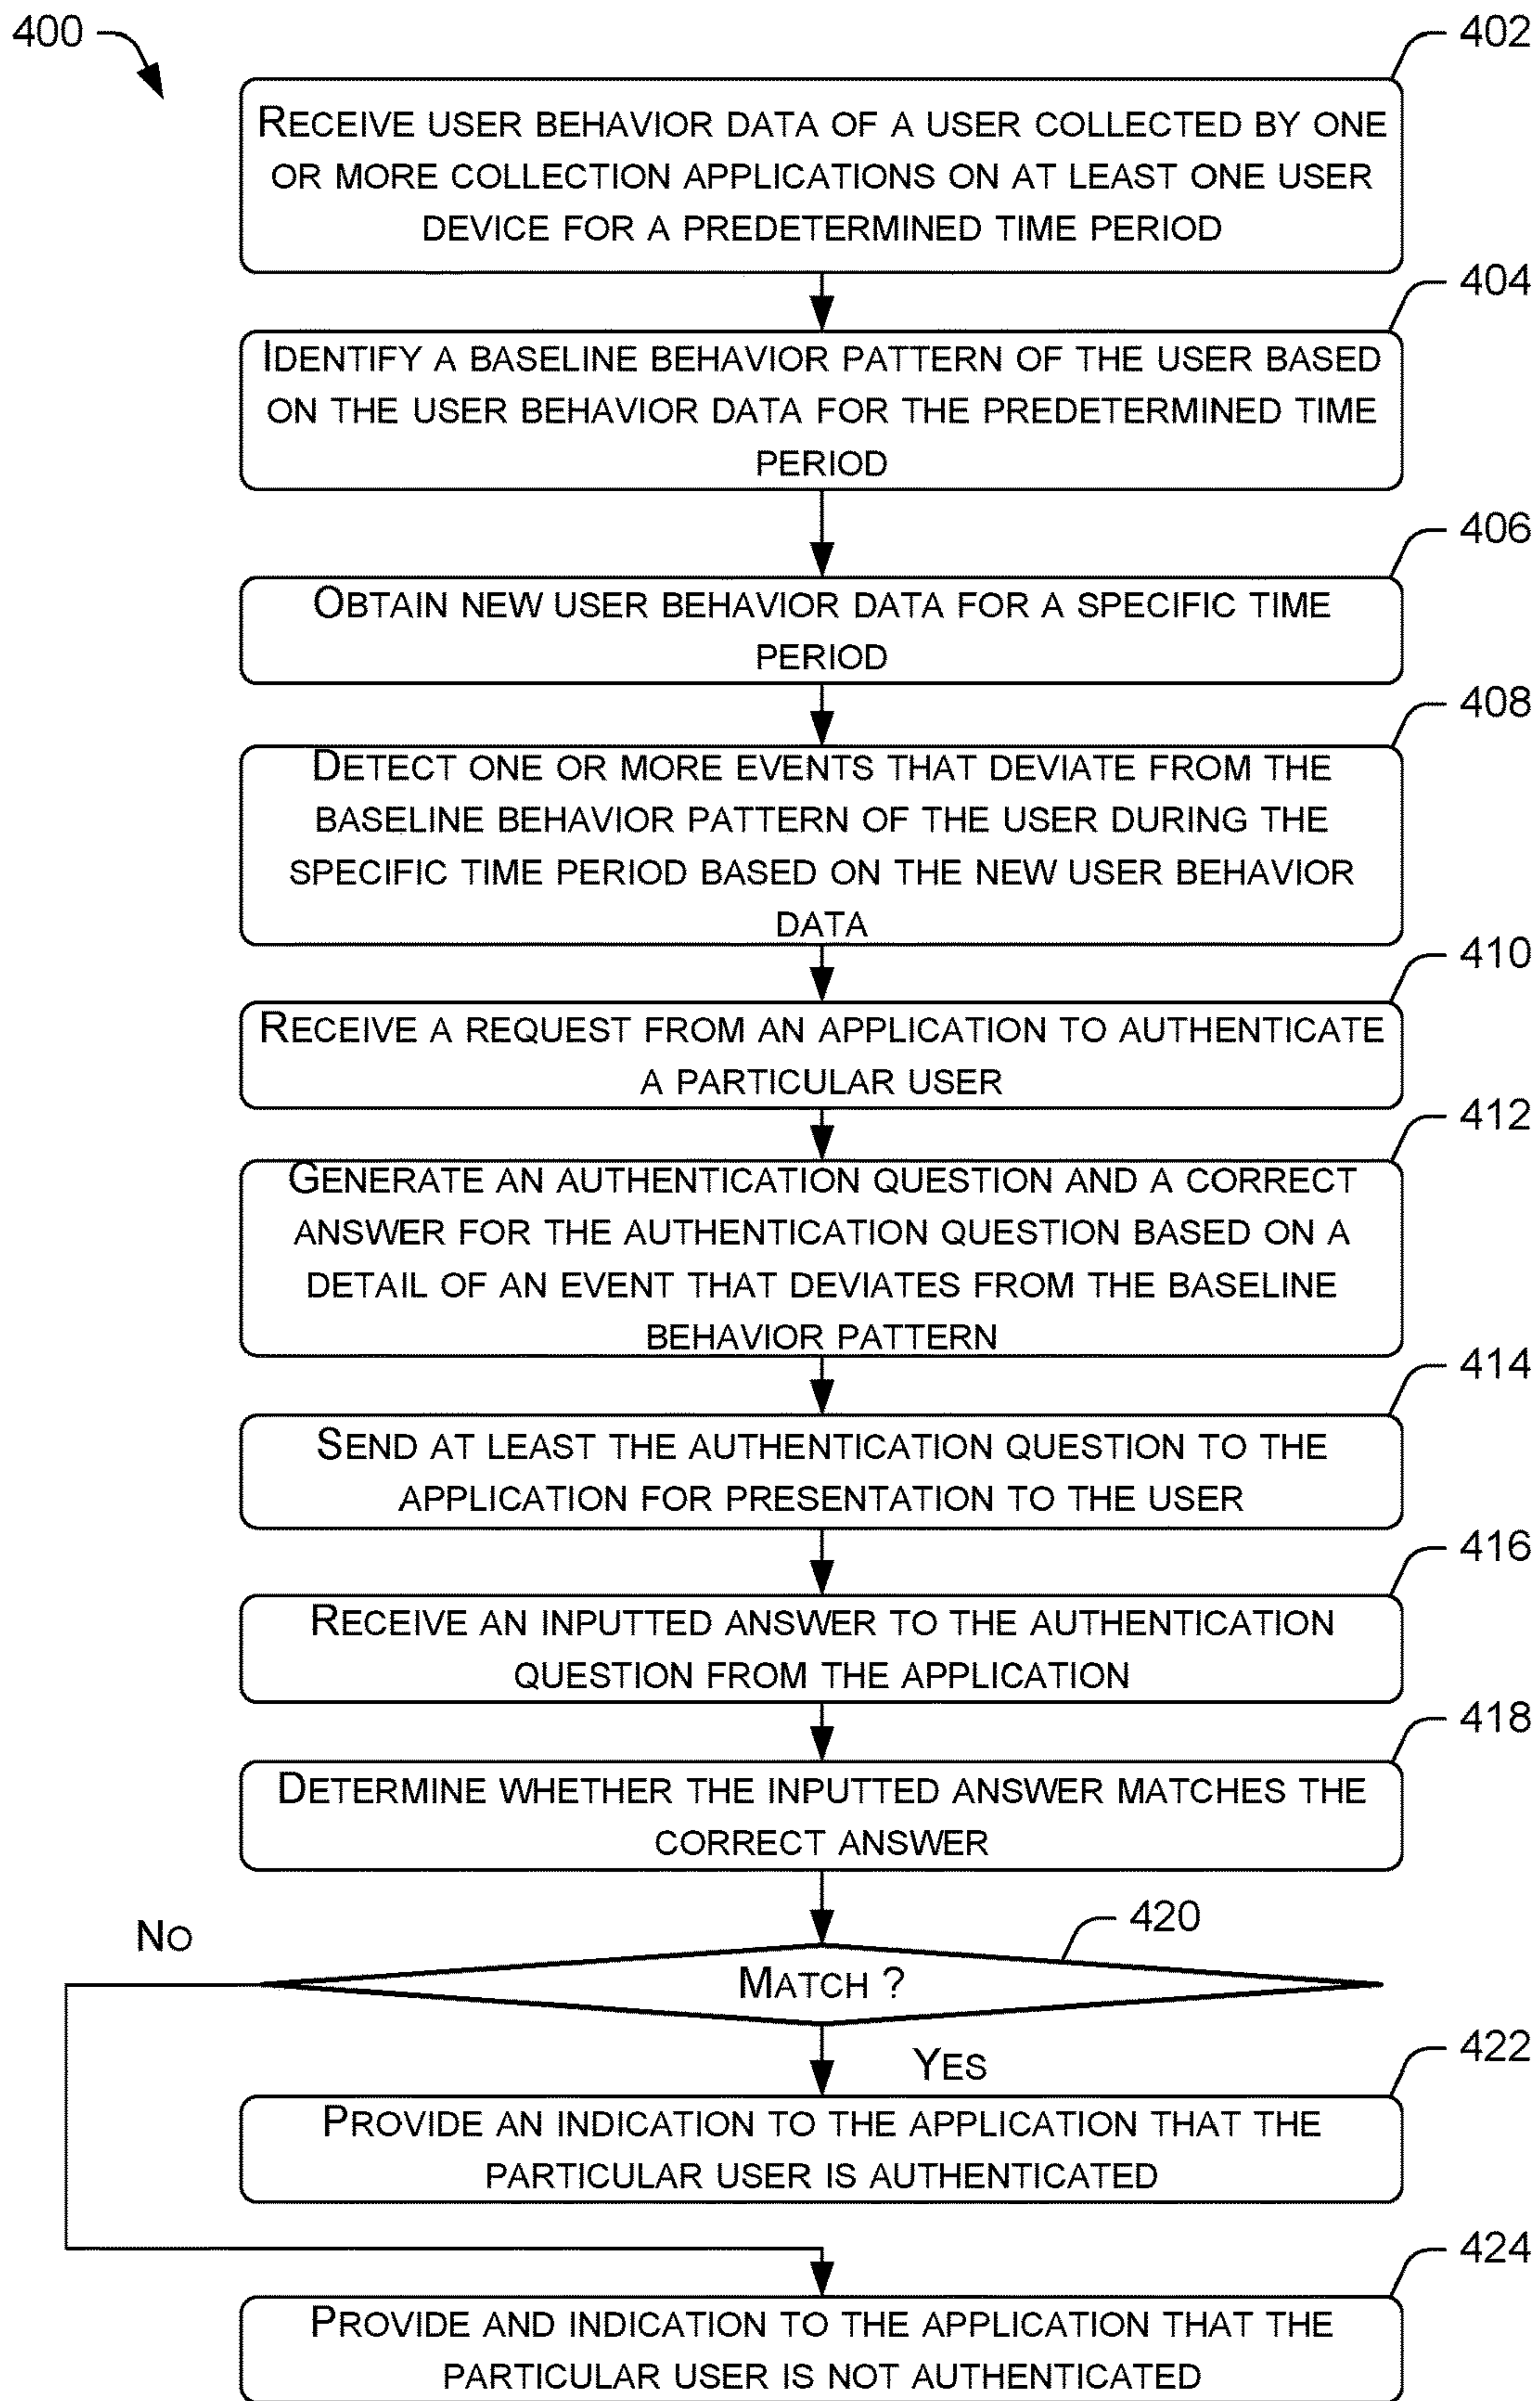 400
402
RECEIVE USER BEHAVIOR DATA OF A USER COLLECTED BY ONE
OR MORE COLLECTION APPLICATIONS ON AT LEAST ONE USER
DEVICE FOR A PREDETERMINED TIME PERIOD
404
IDENTIFY A BASELINE BEHAVIOR PATTERN OF THE USER BASED
ON THE USER BEHAVIOR DATA FOR THE PREDETERMINED TIME
PERIOD
406
OBTAIN NEW USER BEHAVIOR DATA FOR A SPECIFIC TIME
PERIOD
408
DETECT ONE OR MORE EVENTS THAT DEVIATE FROM THE
BASELINE BEHAVIOR PATTERN OF THE USER DURING THE
SPECIFIC TIME PERIOD BASED ON THE NEW USER BEHAVIOR
DATA
410
RECEIVE A REQUEST FROM AN APPLICATION TO AUTHENTICATE
A PARTICULAR USER
412
GENERATE AN AUTHENTICATION QUESTION AND A CORRECT
ANSWER FOR THE AUTHENTICATION QUESTION BASED ON A
DETAIL OF AN EVENT THAT DEVIATES FROM THE BASELINE
BEHAVIOR PATTERN
414
SEND AT LEAST THE AUTHENTICATION QUESTION TO THE
APPLICATION FOR PRESENTATION TO THE USER
416
RECEIVE AN INPUTTED ANSWER TO THE AUTHENTICATION
QUESTION FROM THE APPLICATION
418
DETERMINE WHETHER THE INPUTTED ANSWER MATCHES THE
CORRECT ANSWER
420
NO
MATCH ?
YES
422
PROVIDE AN INDICATION TO THE APPLICATION THAT THE
PARTICULAR USER IS AUTHENTICATED
424
PROVIDE AND INDICATION TO THE APPLICATION THAT THE
PARTICULAR USER IS NOT AUTHENTICATED